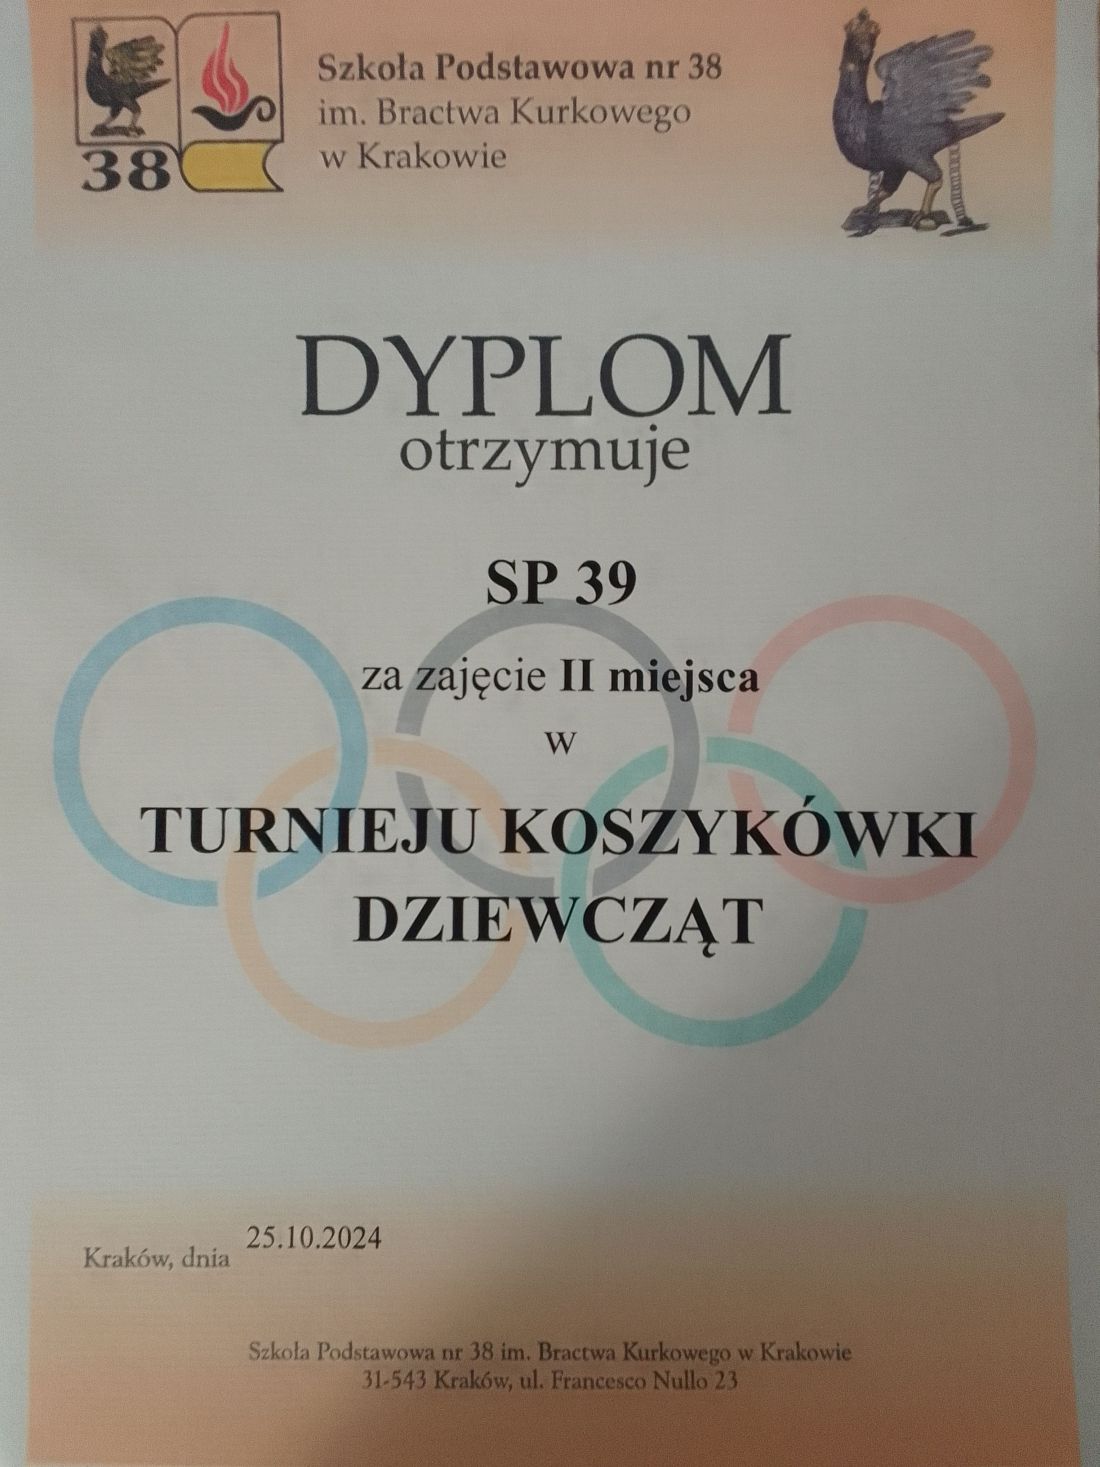 38
Szkoła Podstawowa nr 38
im. Bractwa Kurkowego
w Krakowie
DYPLOM
otrzymuje
SP 39
za zajęcie II miejsca
w
TURNIEJU KOSZYKÓWKI
DZIEWCZĄT
Kraków, dnia 25.10.2024
Szkoła Podstawowa nr 38 im. Bractwa Kurkowego w Krakowie
31-543 Kraków, ul. Francesco Nullo 23